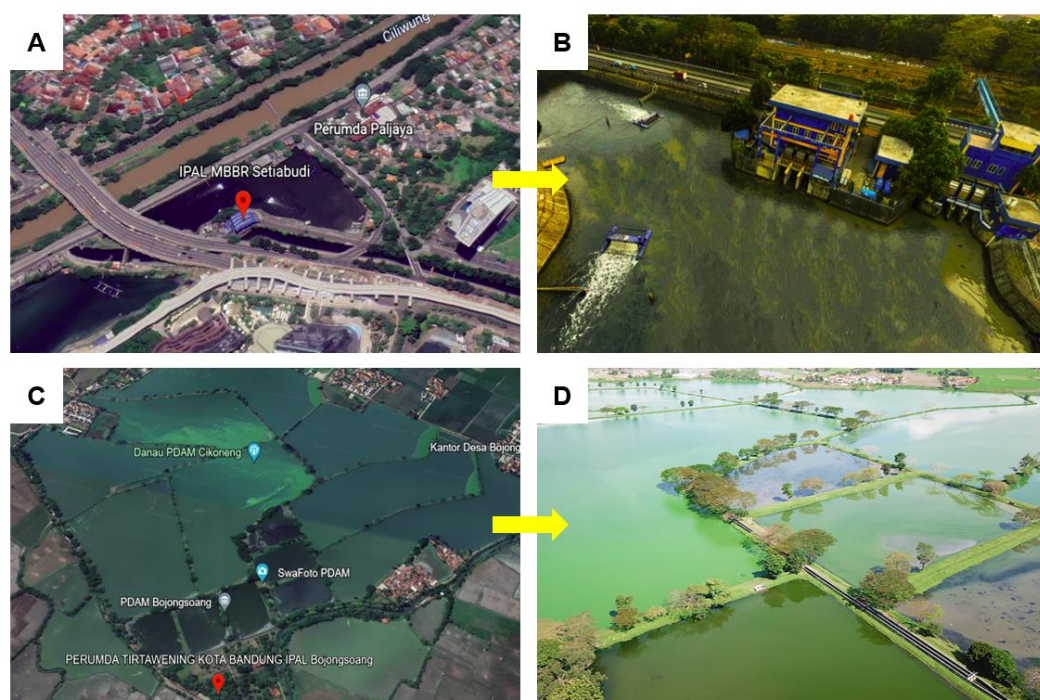 A
Ciliwung
Perumda Paljaya
IPAL MBBR Setiabudi
B
C
Danau PDAM Cikoneng
Kantor Desa Bojong
SwaFoto PDAM
PDAM Bojongsoang
PERUMDA TIRTAWENING KOTA BANDUNG IPAL Bojongsoang
D